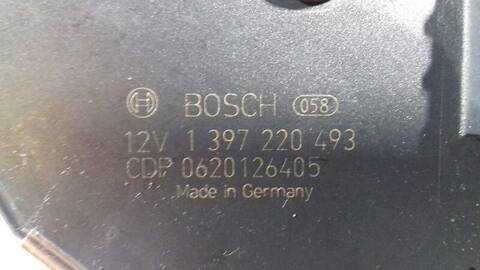 BOSCH 058
12V 1 397 220 493
CDP 0620126405
Made in Germany